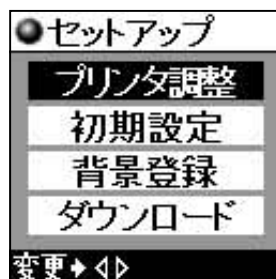 ●セットアップ
プリンタ調整
初期設定
背景登録
ダウンロード
変更◆◁▷